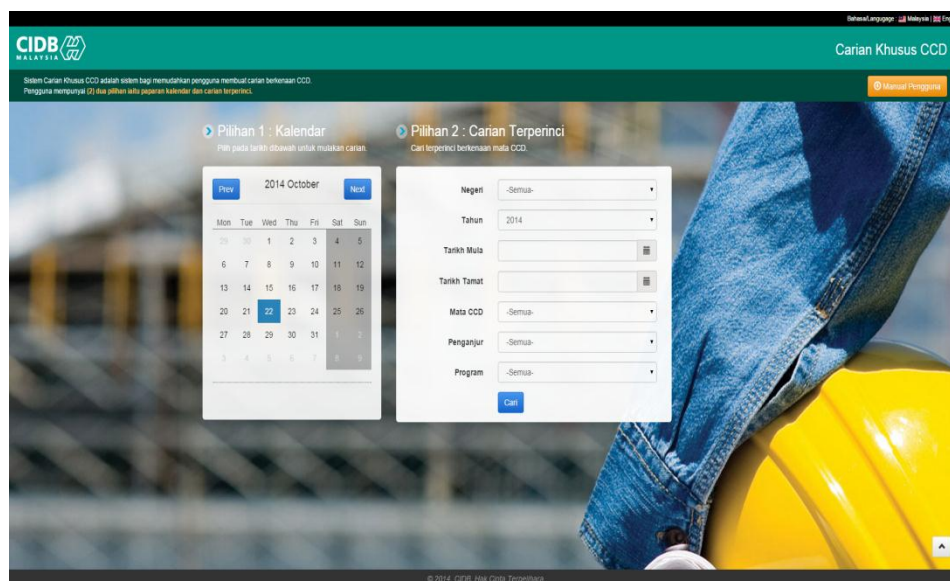 Bahasa/Langugage : Malaysia | Eng
CIDB
MALAYSIA
Carian Khusus CCD
Sistem Carian Khusus CCD adalah sistem bagi memudahkan pengguna membuat carian berkenaan CCD.
Pengguna mempunyai (2) dua pilihan iaitu paparan kalendar dan carian terperinci.
Manual Pengguna
Pilihan 1 : Kalendar
Pilih pada tarikh dibawah untuk mulakan carian.
Prev 2014 October Next
Mon Tue Wed Thu Fri Sat Sun
29 30 1 2 3 4 5
6 7 8 9 10 11 12
13 14 15 16 17 18 19
20 21 22 23 24 25 26
27 28 29 30 31 1 2
3 4 5 6 7 8 9
Pilihan 2 : Carian Terperinci
Cari terperinci berkenaan mata CCD.
Negeri -Semua-
Tahun 2014
Tarikh Mula
Tarikh Tamat
Mata CCD -Semua-
Penganjur -Semua-
Program -Semua-
Cari
© 2014 CIDB. Hak Cipta Terpelihara